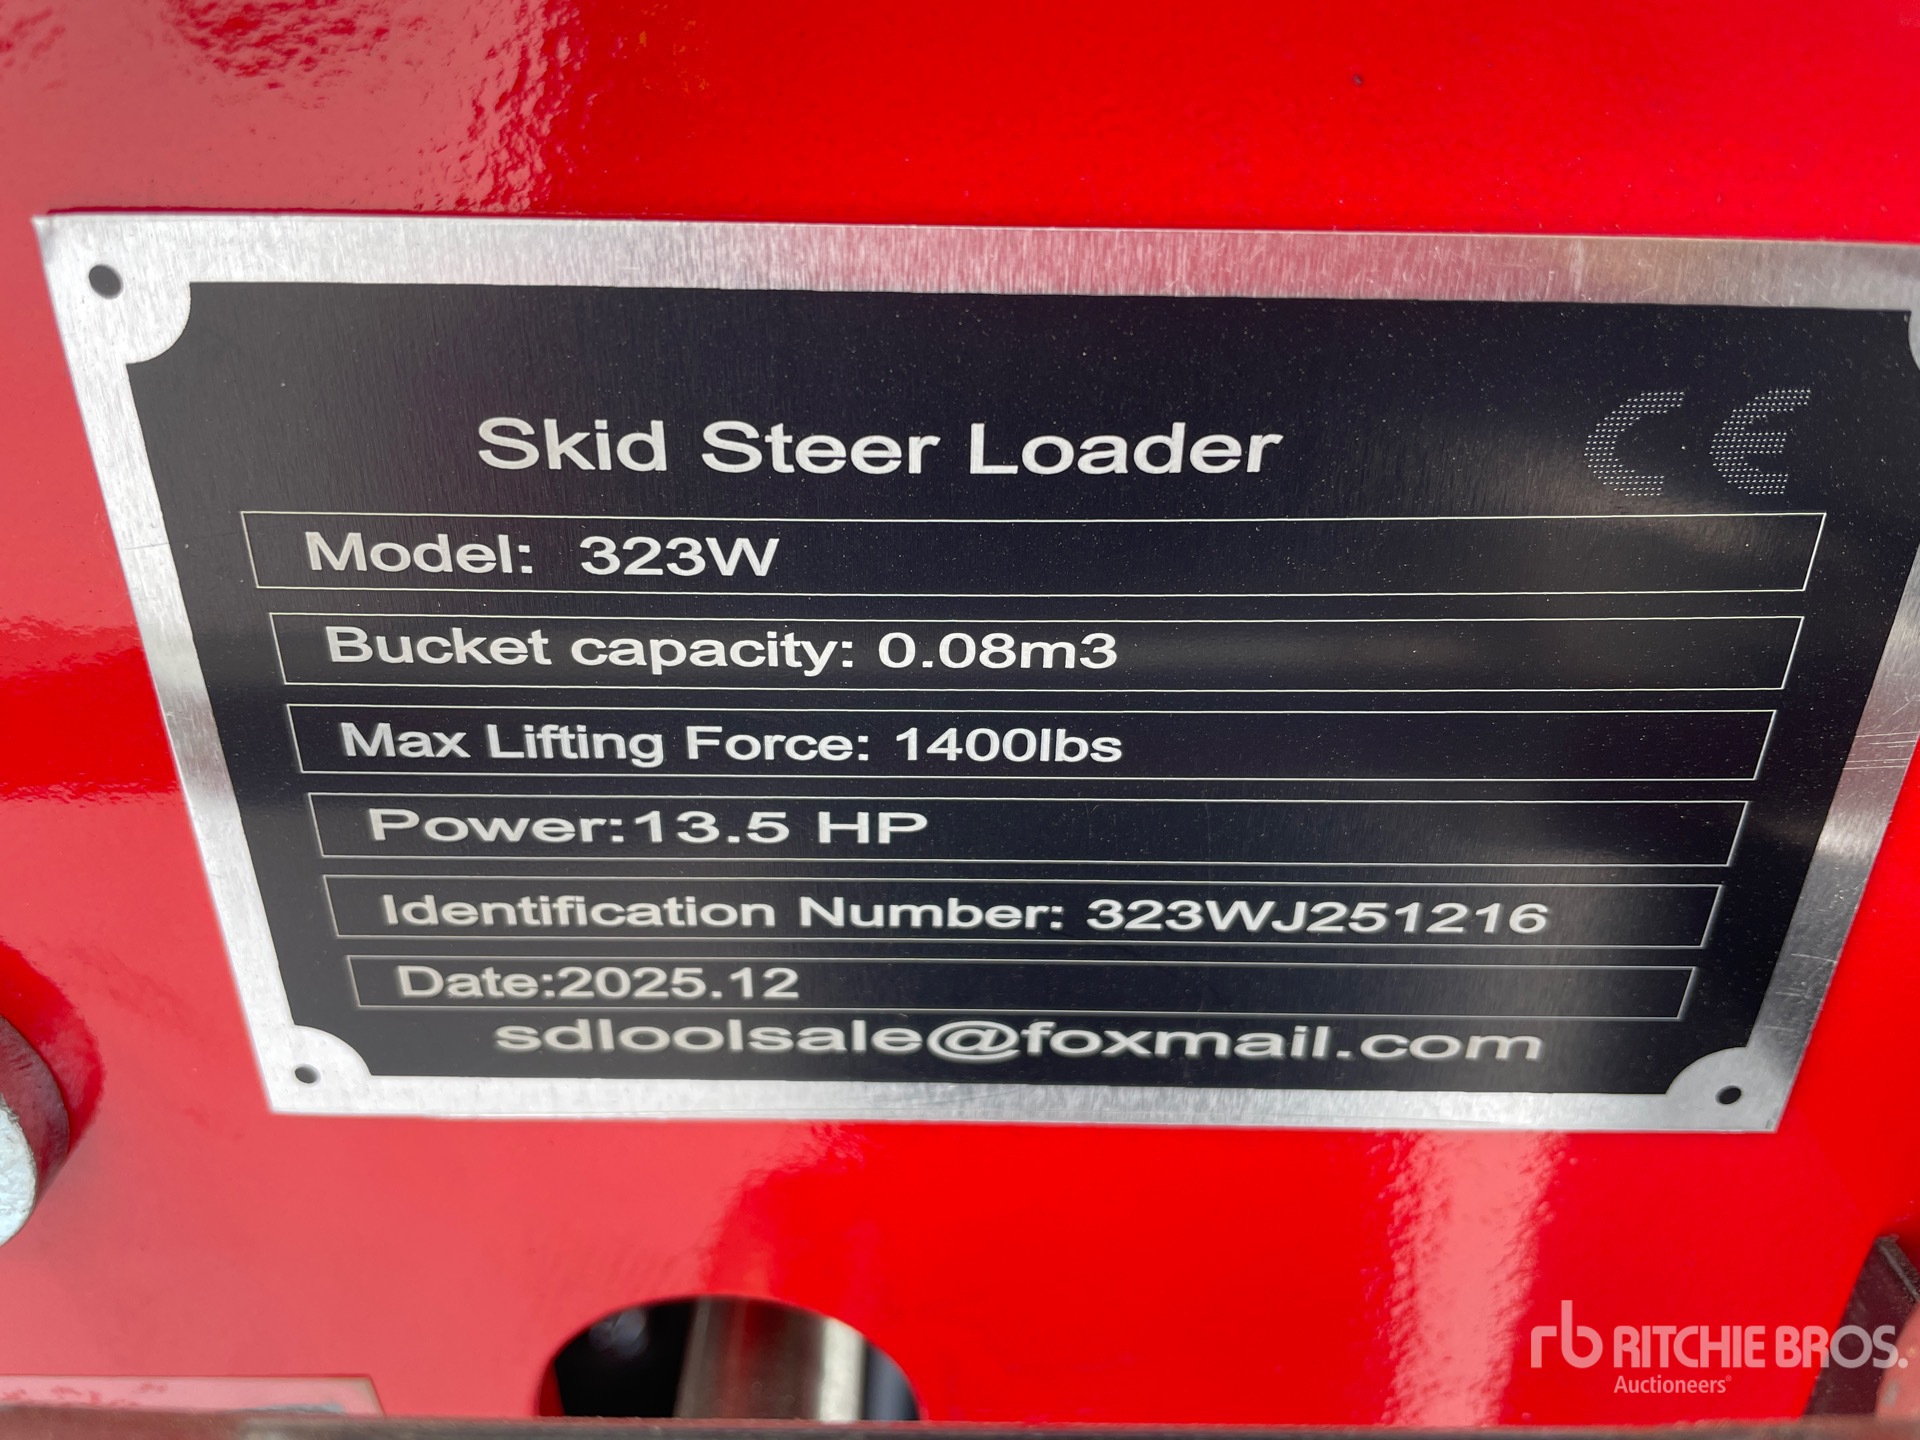 Skid Steer Loader
CE
Model: 323W
Bucket capacity: 0.08m3
Max Lifting Force: 1400lbs
Power:13.5 HP
Identification Number: 323WJ251216
Date:2025.12
sdloolsale@foxmail.com
rb RITCHIE BROS.
Auctioneers®